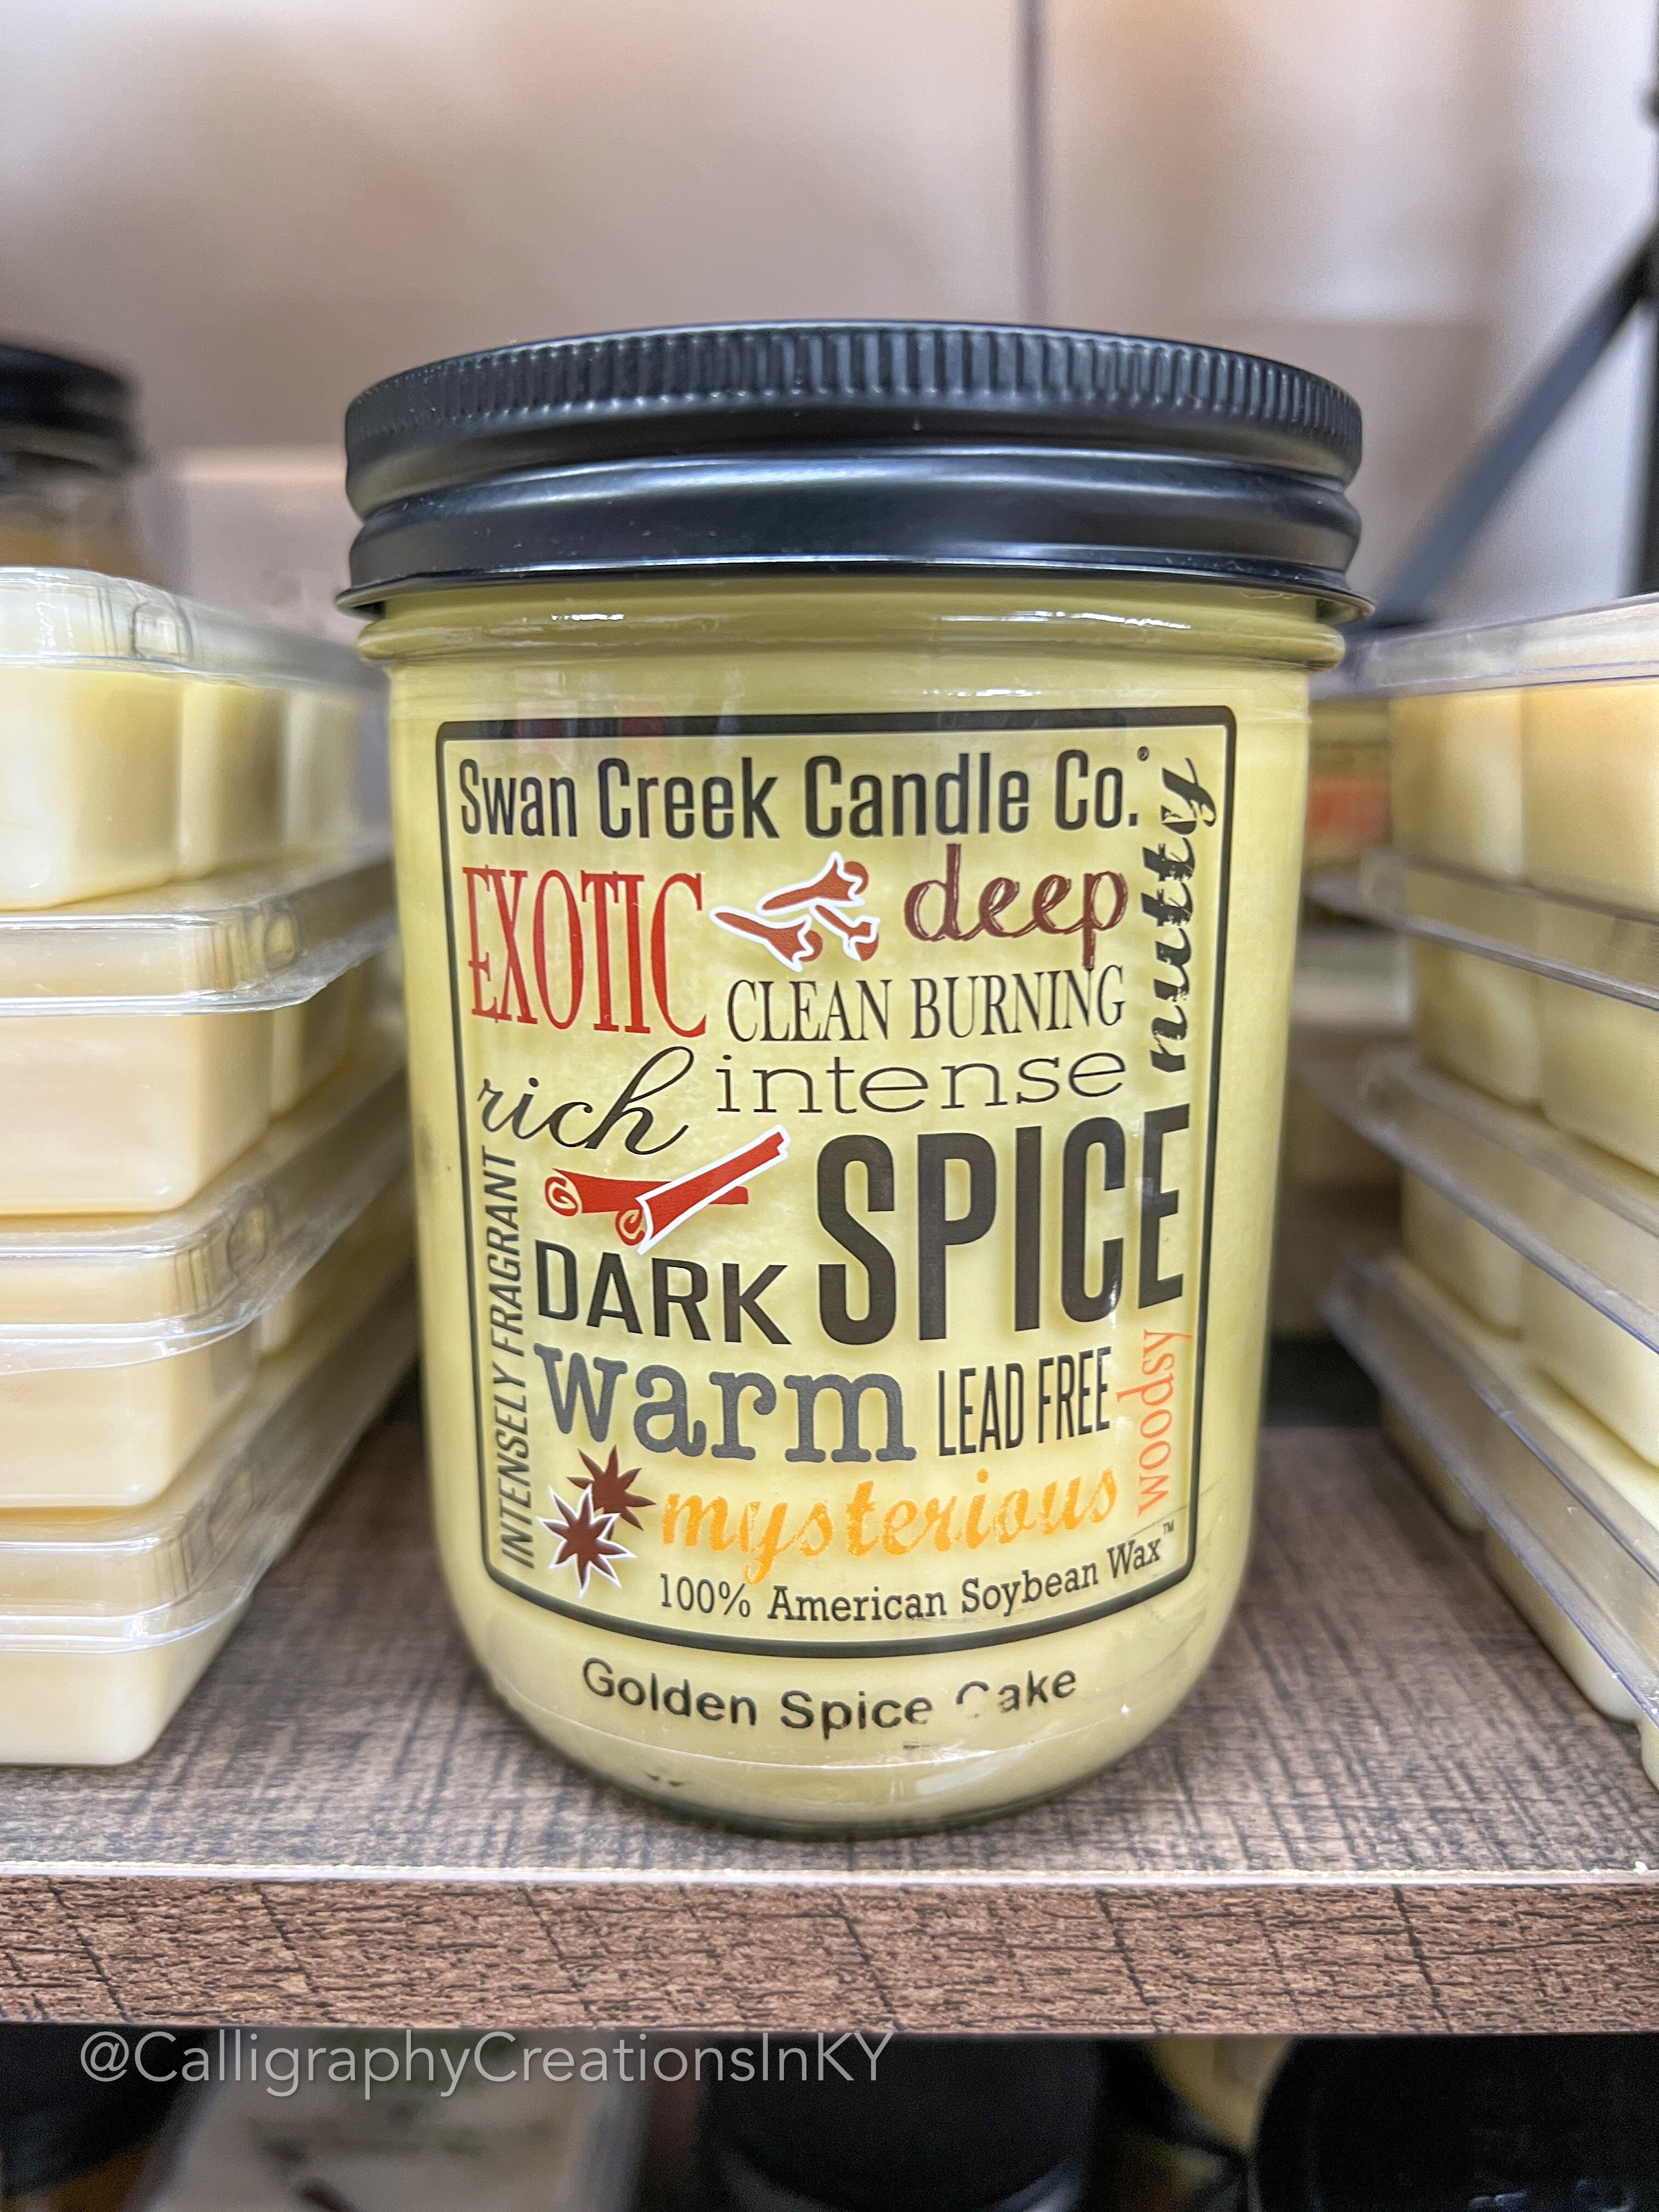 Swan Creek Candle Co.®
EXOTIC
deep
nutty
CLEAN BURNING
rich
intense
SPICE
INTENSELY FRAGRANT
DARK
warm
LEAD FREE
woodsy
mysterious
100% American Soybean Wax™
Golden Spice Cake
@CalligraphyCreationsInKY